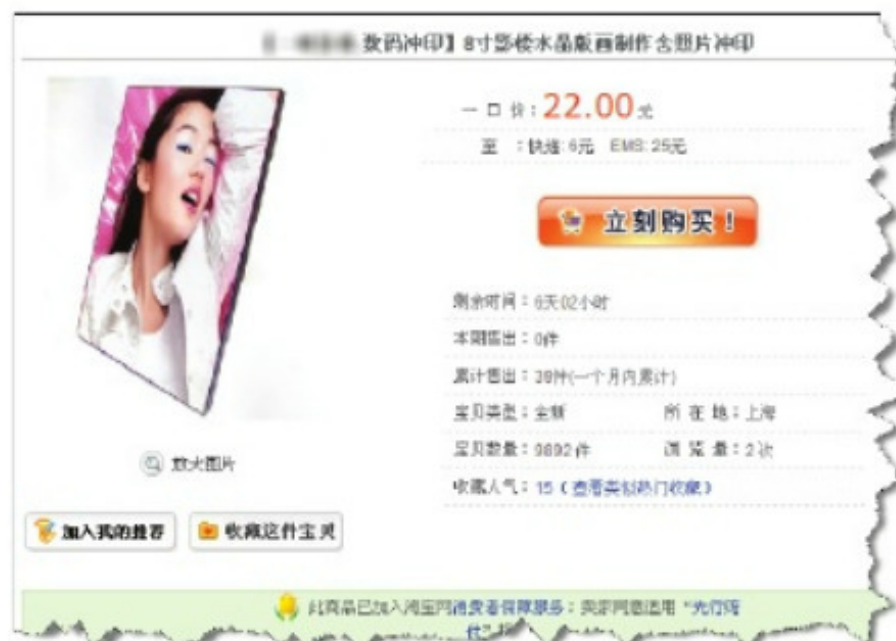 数码冲印】8寸影楼水晶版画制作含照片冲印
一口价：22.00元
至 ：快递:6元 EMS:25元
立刻购买！
剩余时间：6天02小时
本期售出：0件
累计售出：38件(一个月内累计)
宝贝类型：全新 所在地：上海
宝贝数量：9892件 浏览量：2次
收藏人气：15（查看类似热门收藏）
放大图片
加入我的推荐 收藏这件宝贝
此商品已加入淘宝网消费者保障服务：卖家同意适用“先行赔
付”